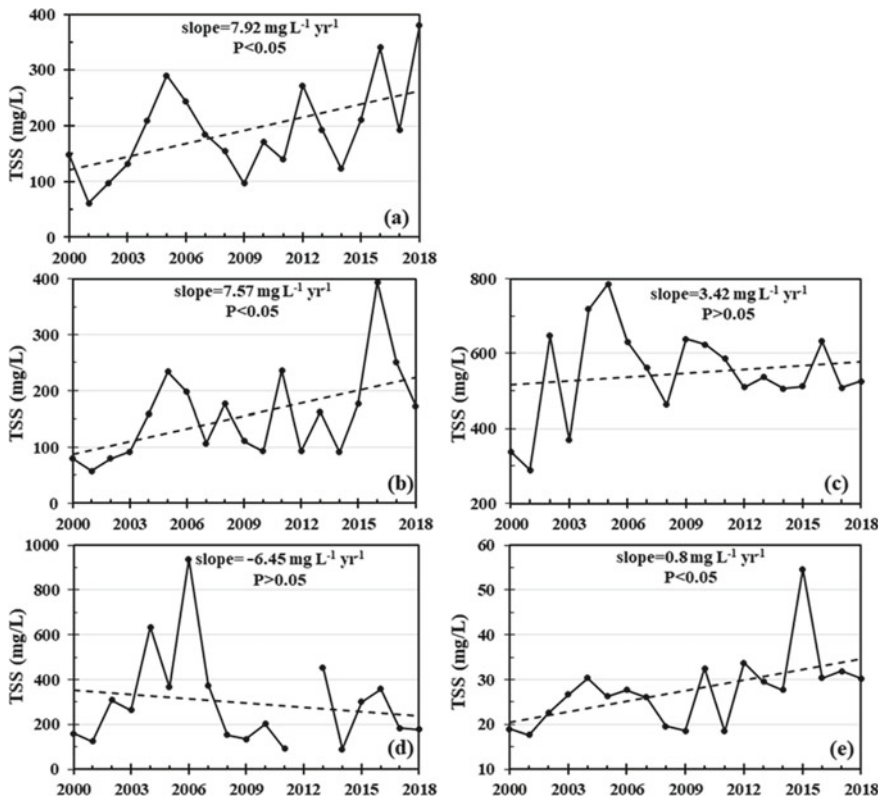 400
300
200
100
0
TSS (mg/L)
slope=7.92 mg L⁻¹ yr⁻¹
P<0.05
(a)
2000 2003 2006 2009 2012 2015 2018
400
300
200
100
0
TSS (mg/L)
slope=7.57 mg L⁻¹ yr⁻¹
P<0.05
(b)
2000 2003 2006 2009 2012 2015 2018
800
600
400
200
TSS (mg/L)
slope=3.42 mg L⁻¹ yr⁻¹
P>0.05
(c)
2000 2003 2006 2009 2012 2015 2018
1000
800
600
400
200
0
TSS (mg/L)
slope= -6.45 mg L⁻¹ yr⁻¹
P>0.05
(d)
2000 2003 2006 2009 2012 2015 2018
60
50
40
30
20
10
TSS (mg/L)
slope=0.8 mg L⁻¹ yr⁻¹
P<0.05
(e)
2000 2003 2006 2009 2012 2015 2018